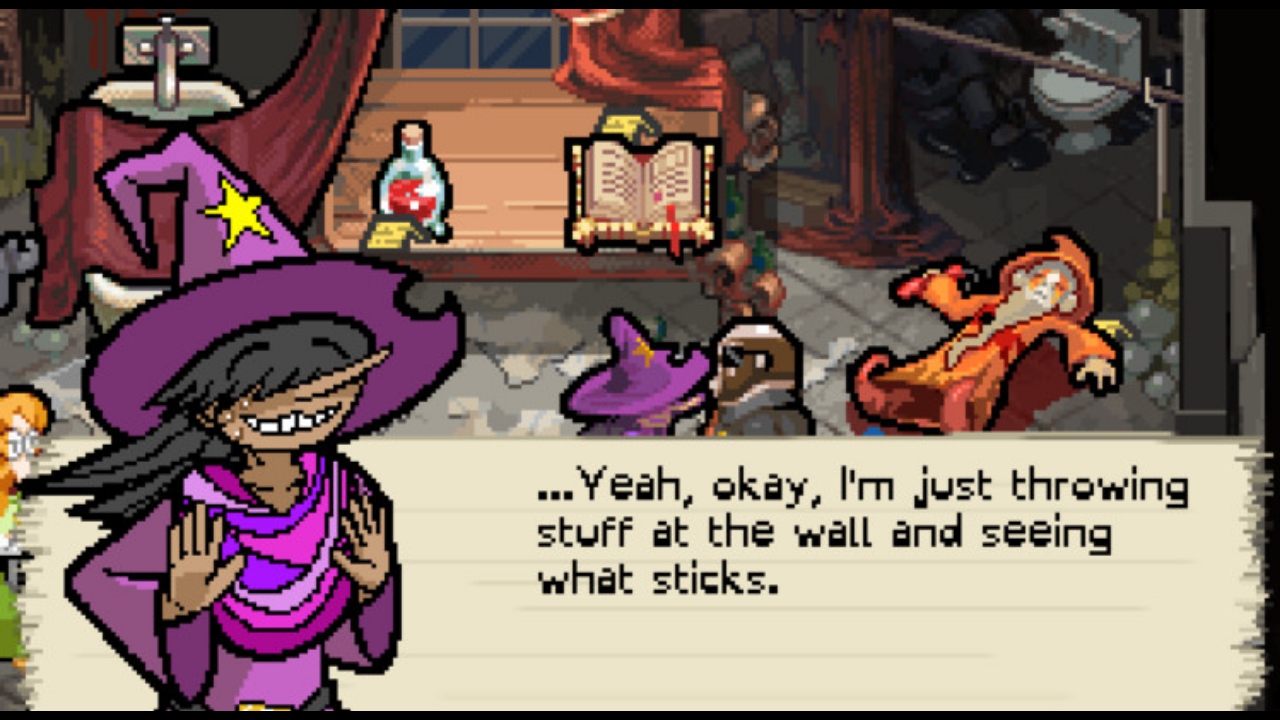 ...Yeah, okay, I'm just throwing
stuff at the wall and seeing
what sticks.